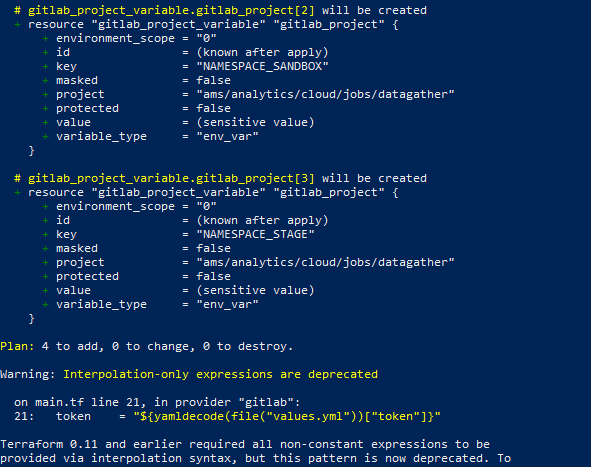 # gitlab_project_variable.gitlab_project[2] will be created
+ resource "gitlab_project_variable" "gitlab_project" {
+ environment_scope = "0"
+ id = (known after apply)
+ key = "NAMESPACE_SANDBOX"
+ masked = false
+ project = "ams/analytics/cloud/jobs/datagather"
+ protected = false
+ value = (sensitive value)
+ variable_type = "env_var"
}
# gitlab_project_variable.gitlab_project[3] will be created
+ resource "gitlab_project_variable" "gitlab_project" {
+ environment_scope = "0"
+ id = (known after apply)
+ key = "NAMESPACE_STAGE"
+ masked = false
+ project = "ams/analytics/cloud/jobs/datagather"
+ protected = false
+ value = (sensitive value)
+ variable_type = "env_var"
}
Plan: 4 to add, 0 to change, 0 to destroy.
Warning: Interpolation-only expressions are deprecated
on main.tf line 21, in provider "gitlab":
21: token = "${yamldecode(file("values.yml"))["token"]}"
Terraform 0.11 and earlier required all non-constant expressions to be
provided via interpolation syntax, but this pattern is now deprecated. To